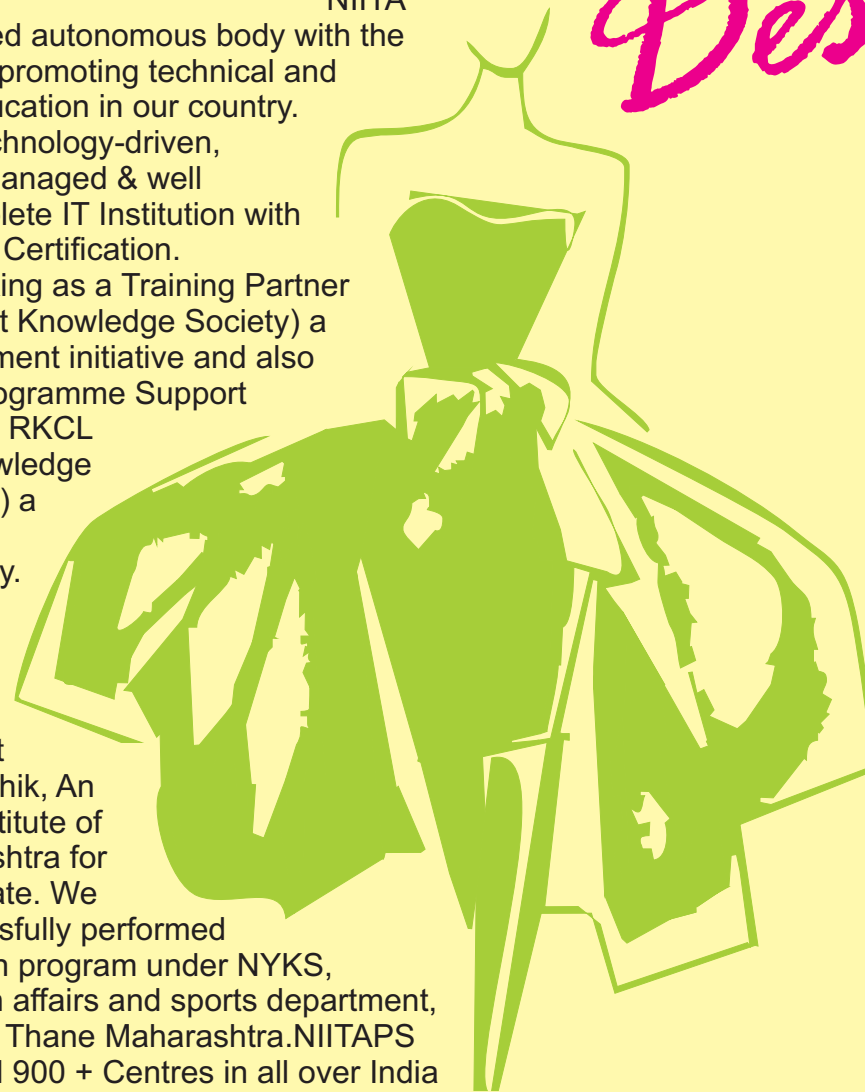 Des
ed autonomous body with the
promoting technical and
ucation in our country.
chnology-driven,
anaged & well
lete IT Institution with
Certification.
ing as a Training Partner
t Knowledge Society) a
ment initiative and also
ogramme Support
RKCL
wledge
) a
y.
t
hik, An
titute of
shtra for
ate. We
sfully performed
n program under NYKS,
n affairs and sports department,
Thane Maharashtra.NIITAPS
900 + Centres in all over India